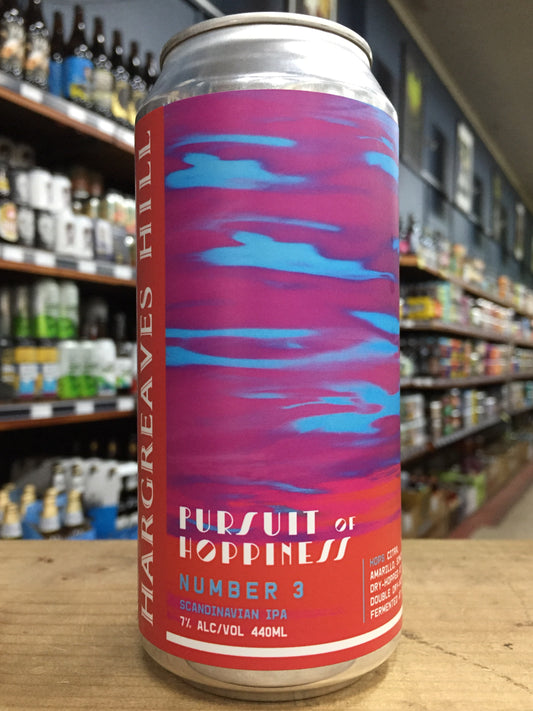 HARGREAVES HILL
PURSUIT OF
HOPPINESS
NUMBER 3
SCANDINAVIAN IPA
7% ALC/VOL 440ML
HOPS CITRA,
AMARILLO,
DRY-HOPPED
DOUBLE
FERMENTED